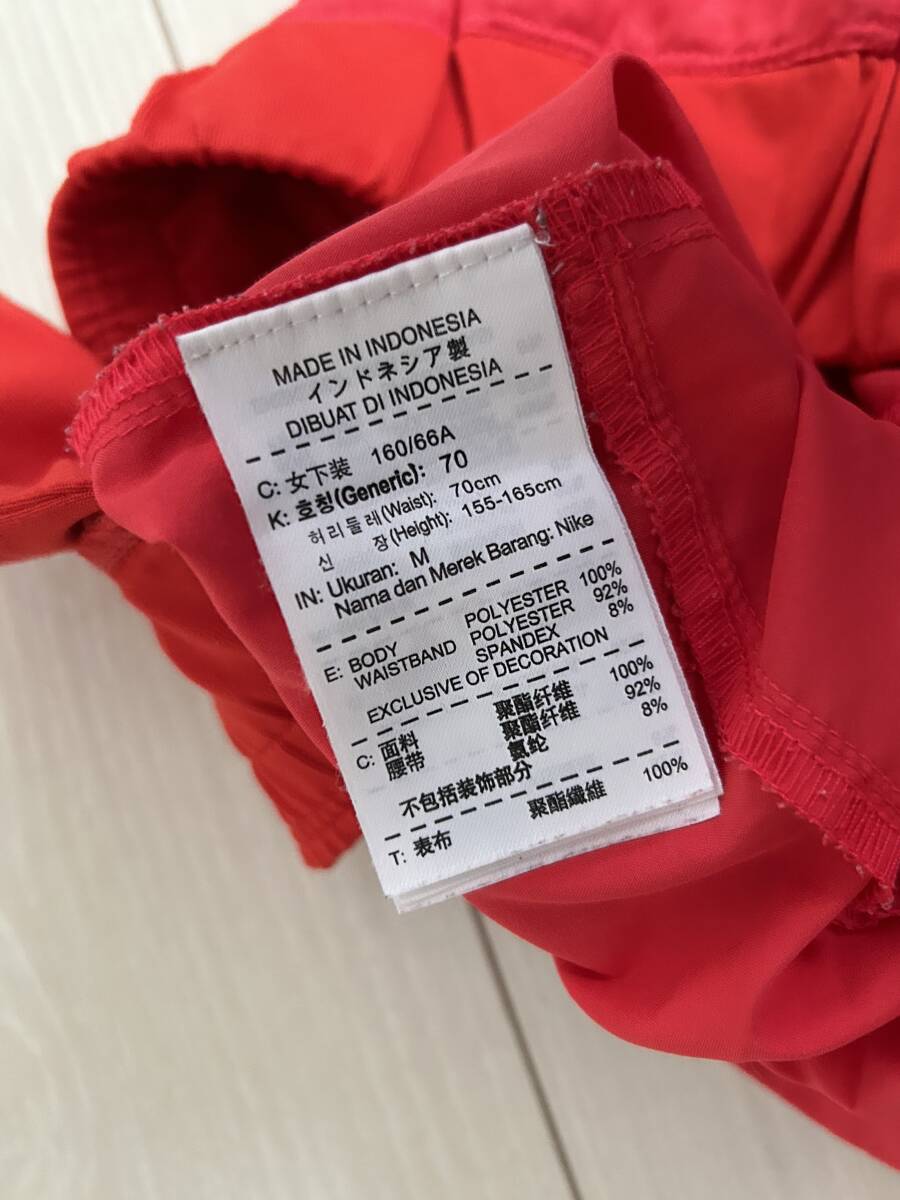 MADE IN INDONESIA
インドネシア製
DIBUAT DI INDONESIA
C: 女下装 160/66A
K: 호칭(Generic): 70
허리둘레(Waist): 70cm
신 장(Height): 155-165cm
IN: Ukuran: M
Nama dan Merek Barang: Nike
E: BODY POLYESTER 100%
WAISTBAND POLYESTER 92%
SPANDEX 8%
EXCLUSIVE OF DECORATION
C: 面料 聚酯纤维 100%
腰带 聚酯纤维 92%
氨纶 8%
不包括装饰部分
T: 表布 聚酯纖維 100%